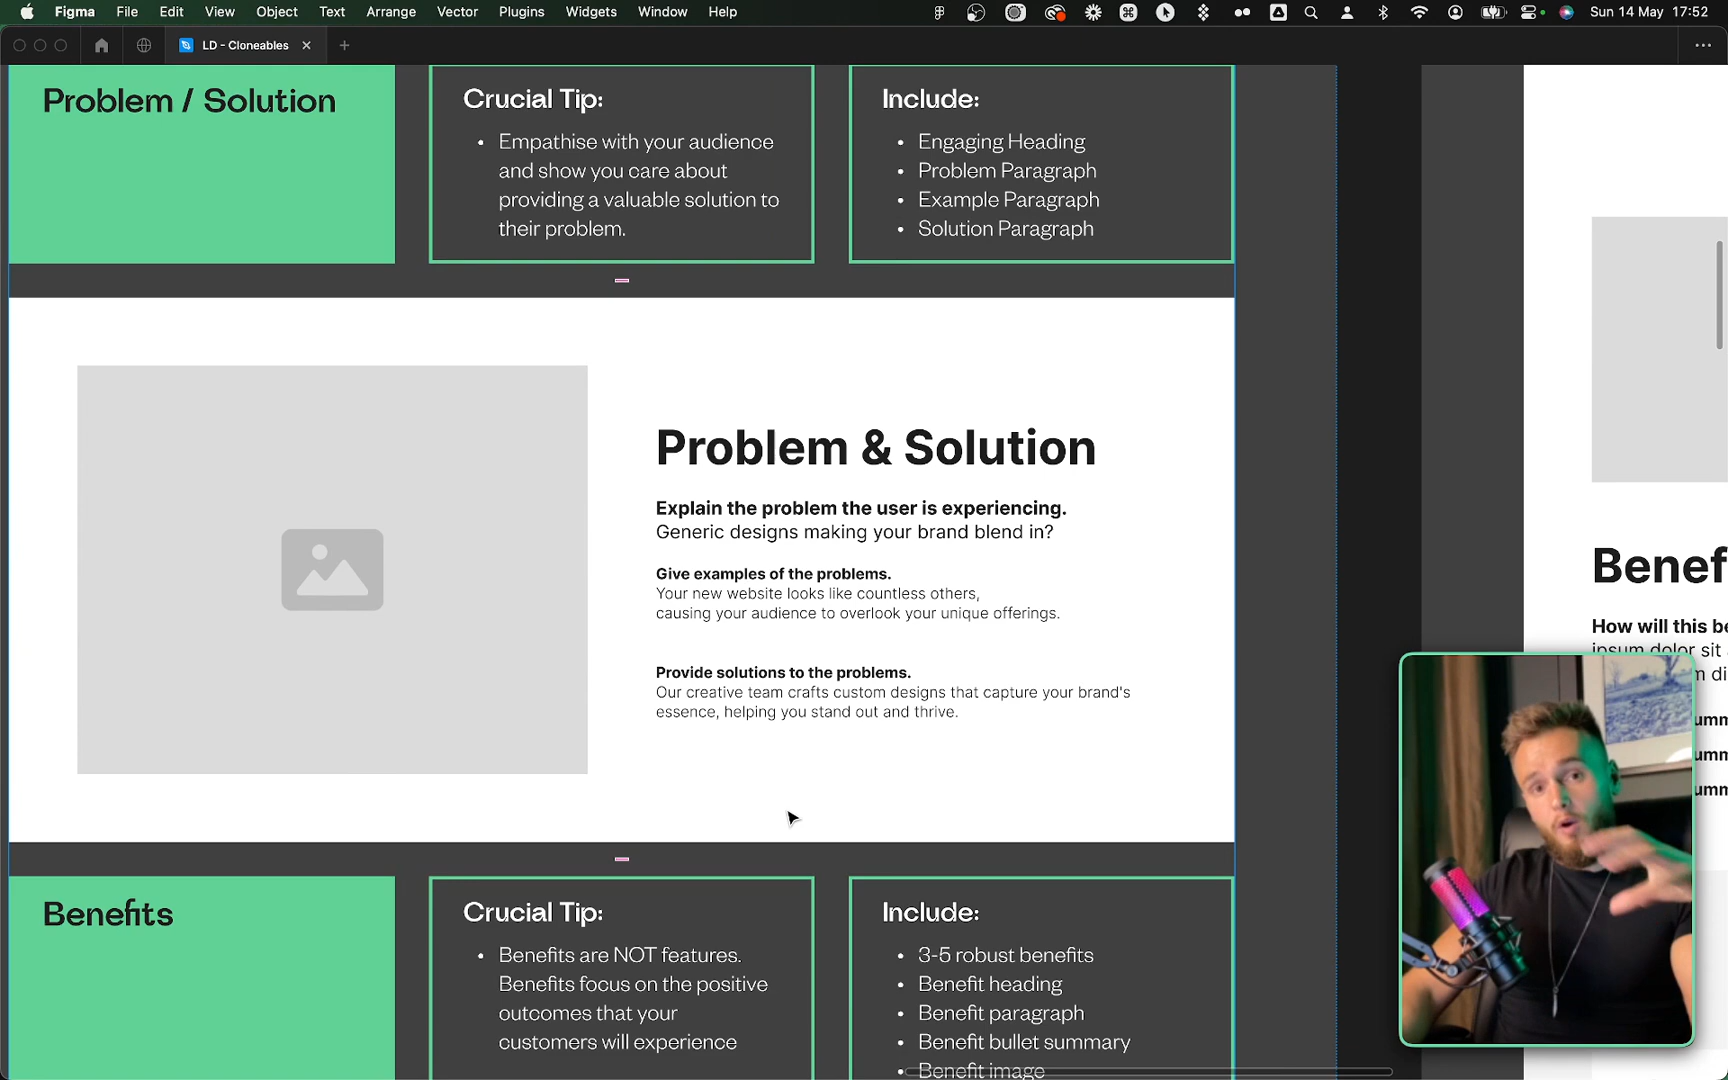 Figma File Edit View Object Text Arrange Vector Plugins Widgets Window Help
Sun 14 May 17:52
LD - Cloneables
Problem / Solution
Crucial Tip:
• Empathise with your audience
and show you care about
providing a valuable solution to
their problem.
Include:
• Engaging Heading
• Problem Paragraph
• Example Paragraph
• Solution Paragraph
Problem & Solution
Explain the problem the user is experiencing.
Generic designs making your brand blend in?
Give examples of the problems.
Your new website looks like countless others,
causing your audience to overlook your unique offerings.
Provide solutions to the problems.
Our creative team crafts custom designs that capture your brand's
essence, helping you stand out and thrive.
Benef
How will this be
ipsum dolor sit
m di
umm
umm
umm
Benefits
Crucial Tip:
• Benefits are NOT features.
Benefits focus on the positive
outcomes that your
customers will experience
Include:
• 3-5 robust benefits
• Benefit heading
• Benefit paragraph
• Benefit bullet summary
• Benefit image